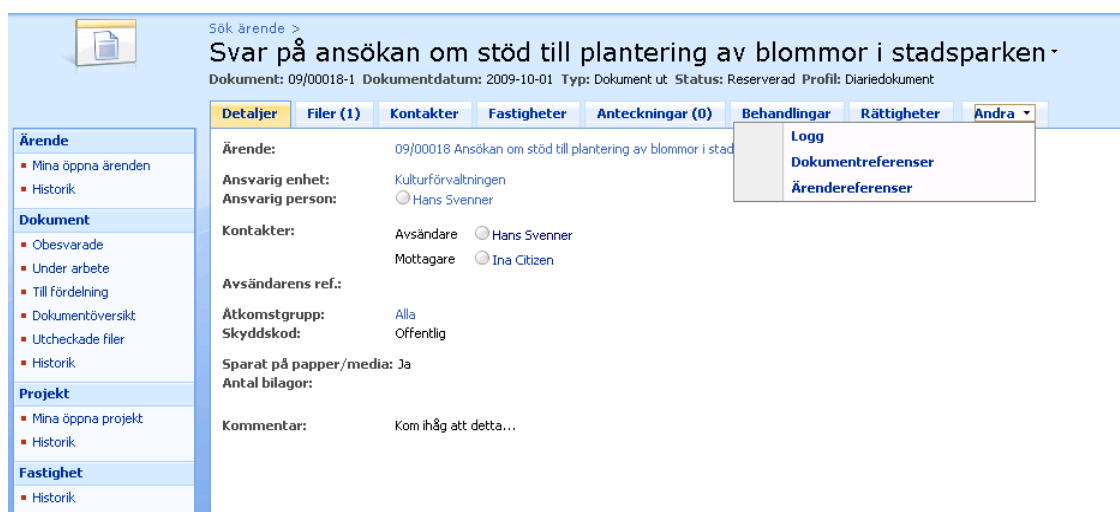 Sök ärende >
Svar på ansökan om stöd till plantering av blommor i stadsparken
Dokument: 09/00018-1 Dokumentdatum: 2009-10-01 Typ: Dokument ut Status: Reserverad Profil: Diariedokument
Detaljer Filer (1) Kontakter Fastigheter Anteckningar (0) Behandlingar Rättigheter Andra
Logg
Dokumentreferenser
Ärendereferenser
Ärende
Mina öppna ärenden
Historik
Dokument
Obesvarade
Under arbete
Till fördelning
Dokumentöversikt
Utcheckade filer
Historik
Projekt
Mina öppna projekt
Historik
Fastighet
Historik
Ärende: 09/00018 Ansökan om stöd till plantering av blommor i stad
Ansvarig enhet: Kulturförvaltningen
Ansvarig person: Hans Svenner
Kontakter: Avsändare Hans Svenner
Mottagare Ina Citizen
Avsändarens ref.:
Åtkomstgrupp: Alla
Skyddskod: Offentlig
Sparat på papper/media: Ja
Antal bilagor:
Kommentar: Kom ihåg att detta...